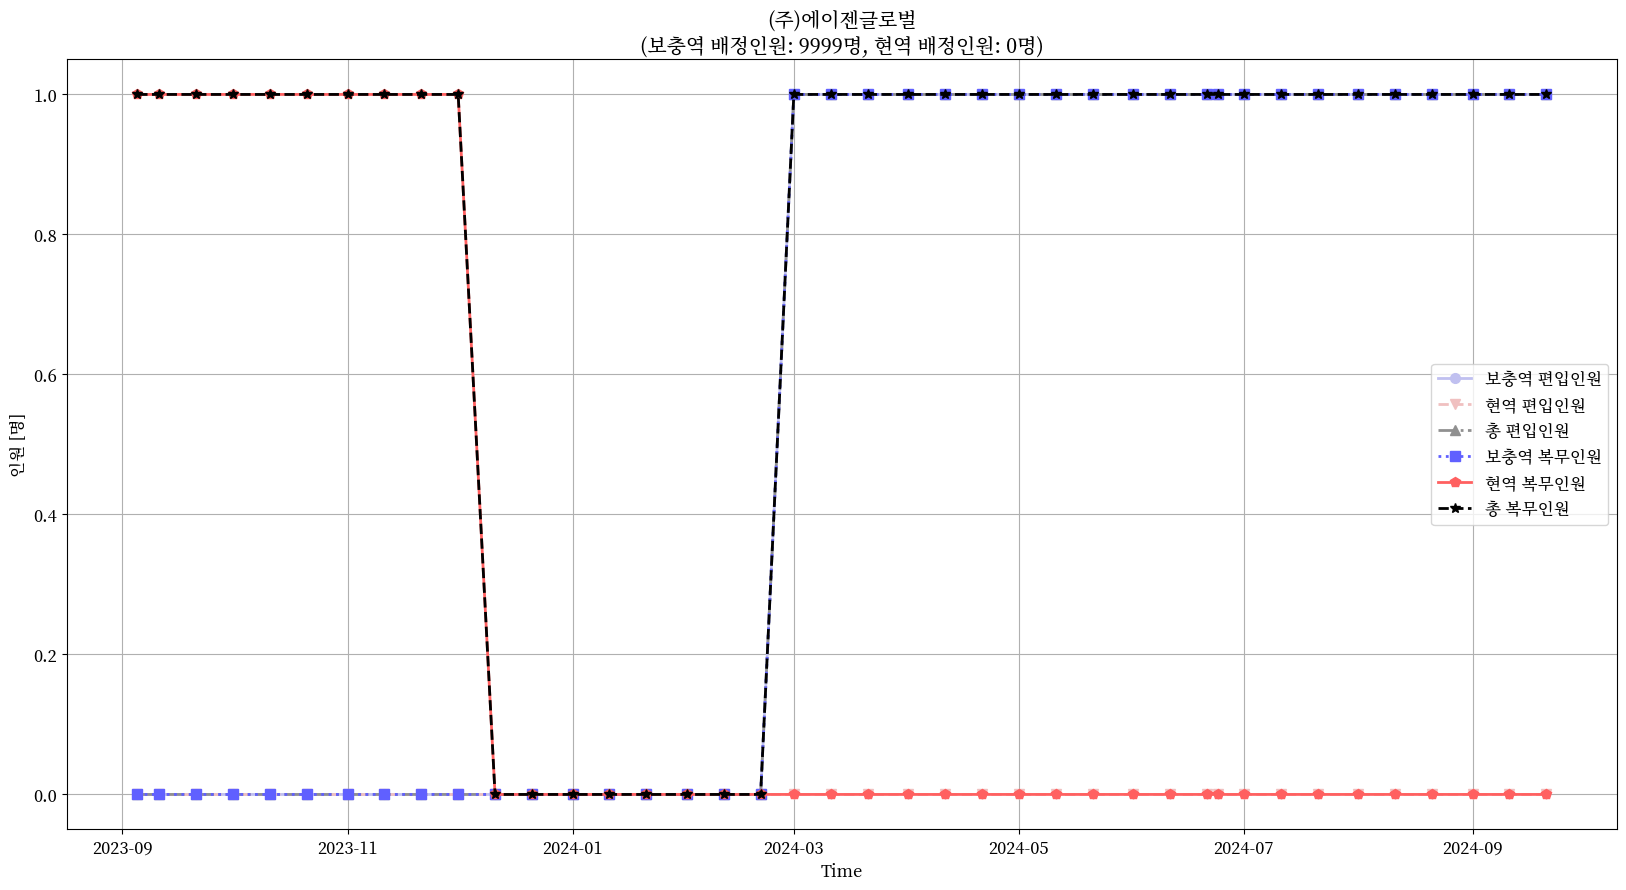 (주)에이젠글로벌
(보충역 배정인원: 9999명, 현역 배정인원: 0명)
인원 [명]
1.0
0.8
0.6
0.4
0.2
0.0
보충역 편입인원
현역 편입인원
총 편입인원
보충역 복무인원
현역 복무인원
총 복무인원
2023-09 2023-11 2024-01 2024-03 2024-05 2024-07 2024-09
Time